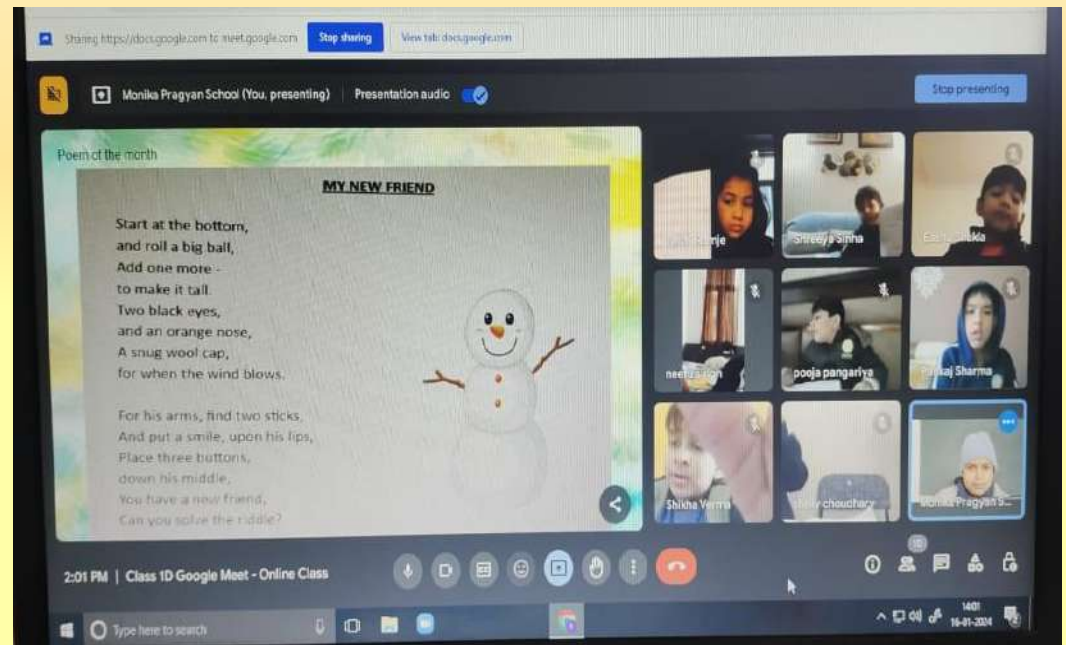 Sharing https://docs.google.com to meet.google.com
Stop sharing
View tab: docs.google.com
Monika Pragyan School (You, presenting)
Presentation audio
Stop presenting
Poem of the month
MY NEW FRIEND
Start at the bottom,
and roll a big ball,
Add one more -
to make it tall.
Two black eyes,
and an orange nose,
A snug wool cap,
for when the wind blows.
For his arms, find two sticks,
And put a smile, upon his lips,
Place three buttons,
down his middle,
You have a new friend,
Can you solve the riddle?
Shreeya Sinha
pooja pangariya
Pankaj Sharma
Shikha Verma
choudhary
Monika Pragyan S...
10
2:01 PM | Class 1D Google Meet - Online Class
Type here to search
14:01
16-01-2024
2